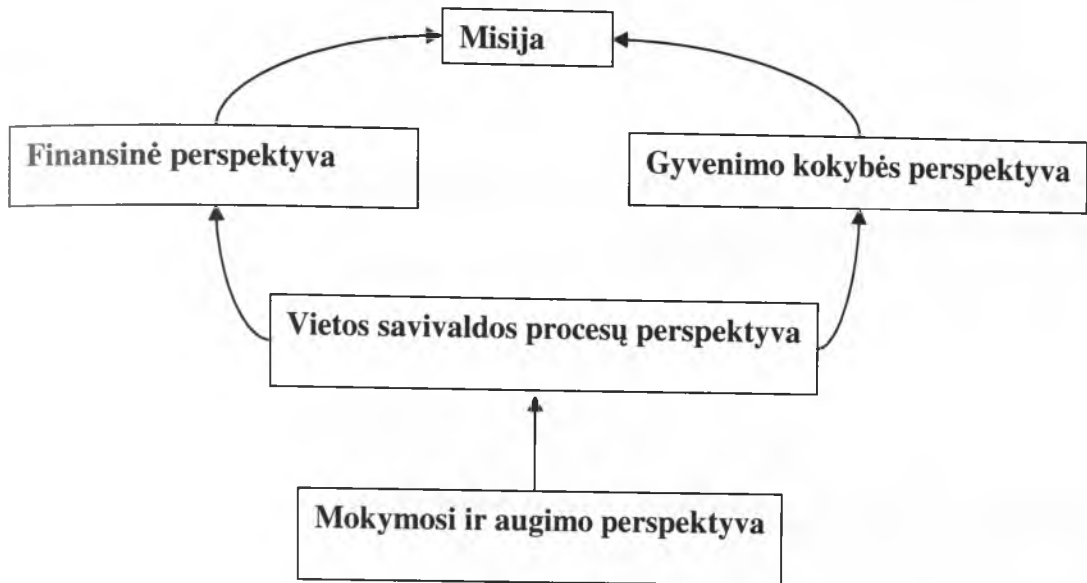 Misija
Finansinė perspektyva
Gyvenimo kokybės perspektyva
Vietos savivaldos procesų perspektyva
Mokymosi ir augimo perspektyva